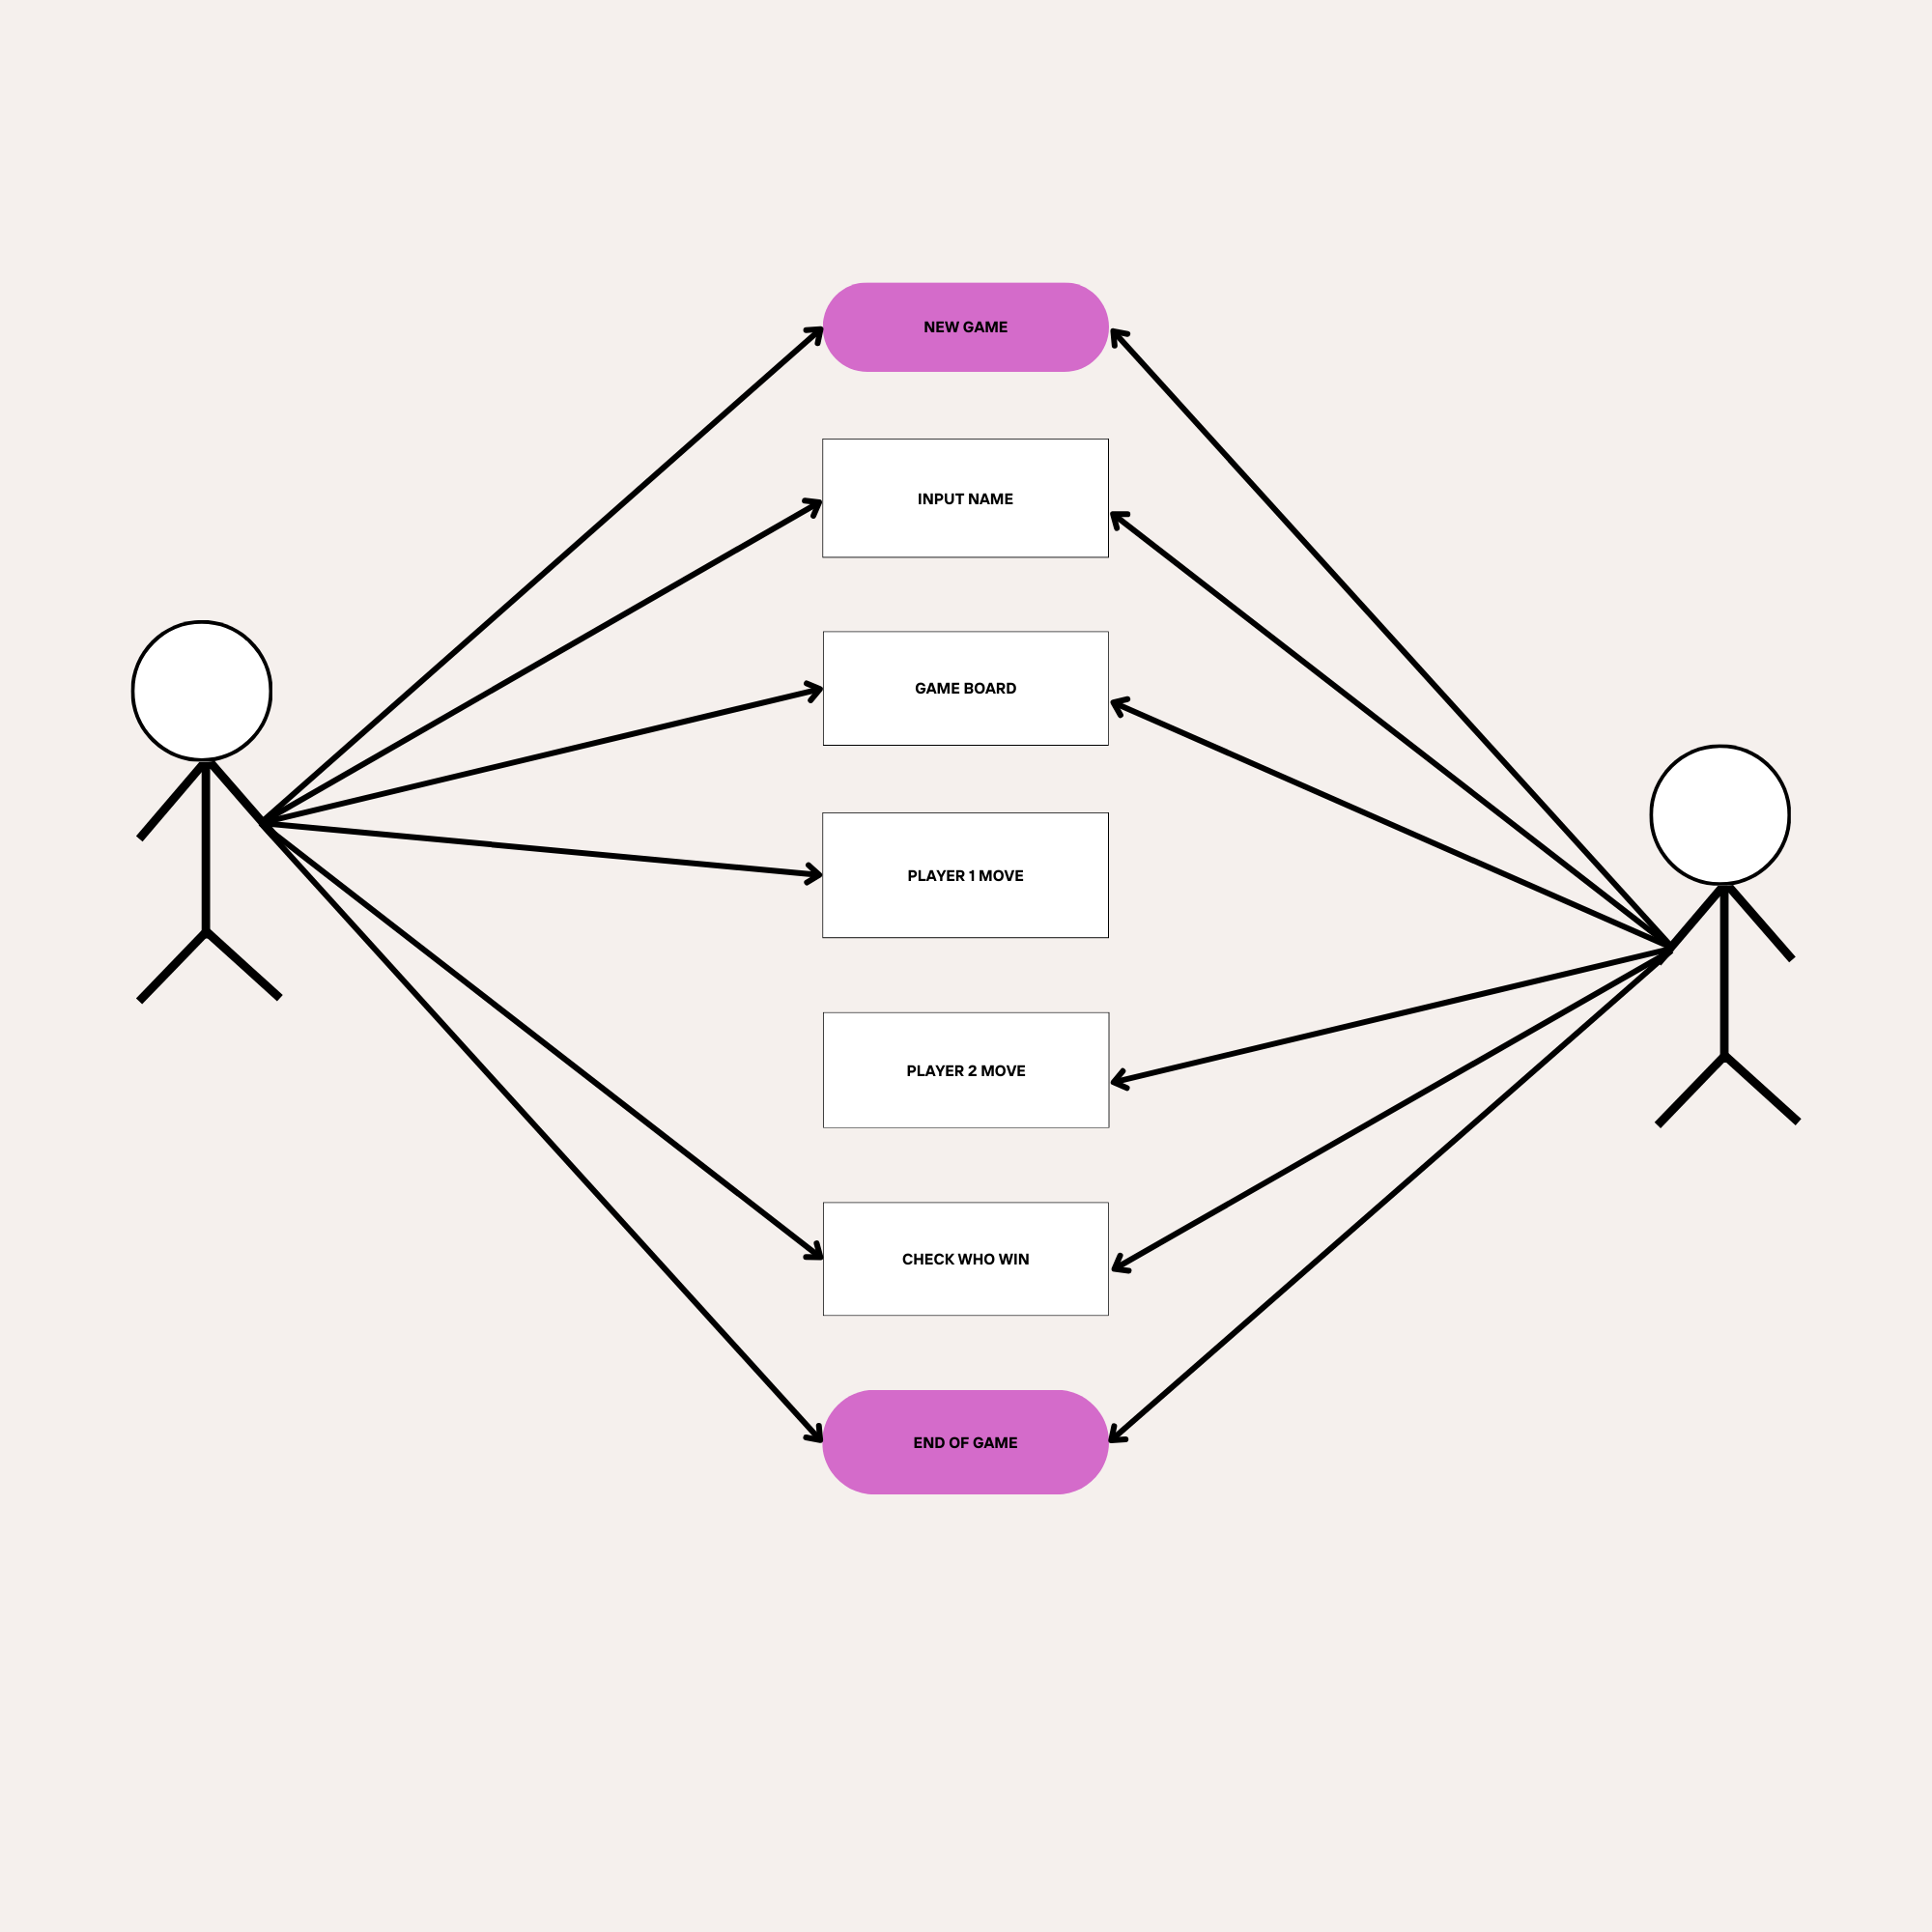 NEW GAME
INPUT NAME
GAME BOARD
PLAYER 1 MOVE
PLAYER 2 MOVE
CHECK WHO WIN
END OF GAME